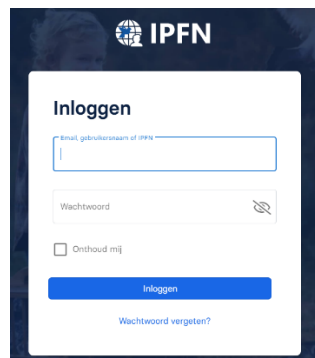 IPFN
Inloggen
Email, gebruikersnaam of IPFN
Wachtwoord
Onthoud mij
Inloggen
Wachtwoord vergeten?